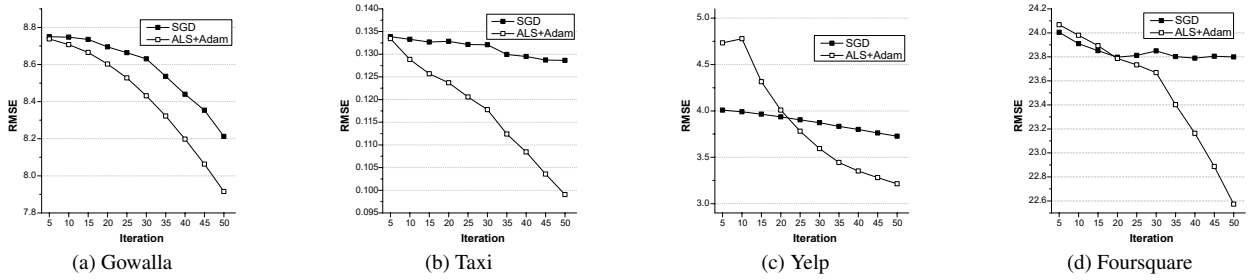 8.8
8.6
8.4
8.2
8.0
7.8
RMSE
SGD
ALS+Adam
5 10 15 20 25 30 35 40 45 50
Iteration
(a) Gowalla
0.140
0.135
0.130
0.125
0.120
0.115
0.110
0.105
0.100
0.095
RMSE
SGD
ALS+Adam
5 10 15 20 25 30 35 40 45 50
Iteration
(b) Taxi
5.0
4.5
4.0
3.5
3.0
RMSE
SGD
ALS+Adam
5 10 15 20 25 30 35 40 45 50
Iteration
(c) Yelp
24.2
24.0
23.8
23.6
23.4
23.2
23.0
22.8
22.6
RMSE
SGD
ALS+Adam
5 10 15 20 25 30 35 40 45 50
Iteration
(d) Foursquare